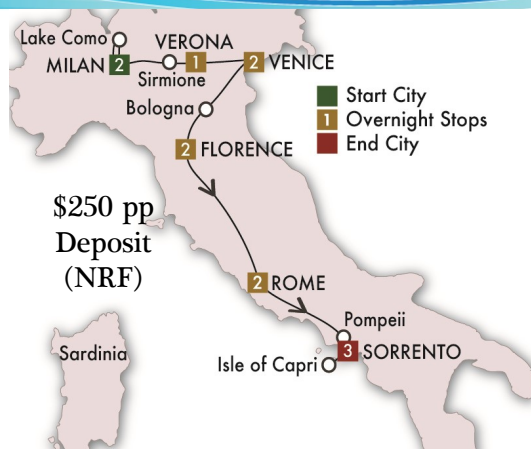 Lake Como
VERONA
MILAN 2
1
2 VENICE
Sirmione
Bologna
Start City
1 Overnight Stops
End City
2 FLORENCE
$250 pp
Deposit
(NRF)
2 ROME
Pompeii
Sardinia
3 SORRENTO
Isle of Capri